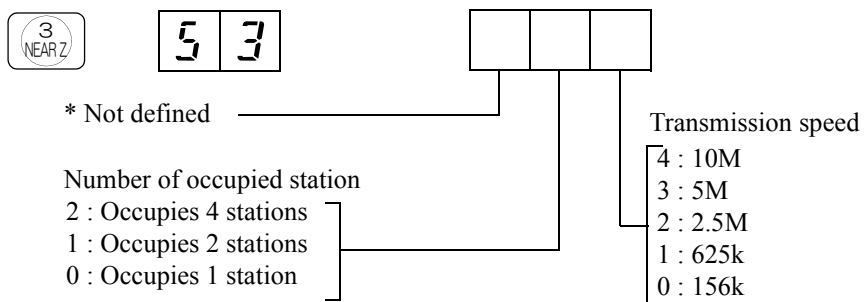 3
NEAR Z
5 3
* Not defined
Number of occupied station
2 : Occupies 4 stations
1 : Occupies 2 stations
0 : Occupies 1 station
Transmission speed
4 : 10M
3 : 5M
2 : 2.5M
1 : 625k
0 : 156k